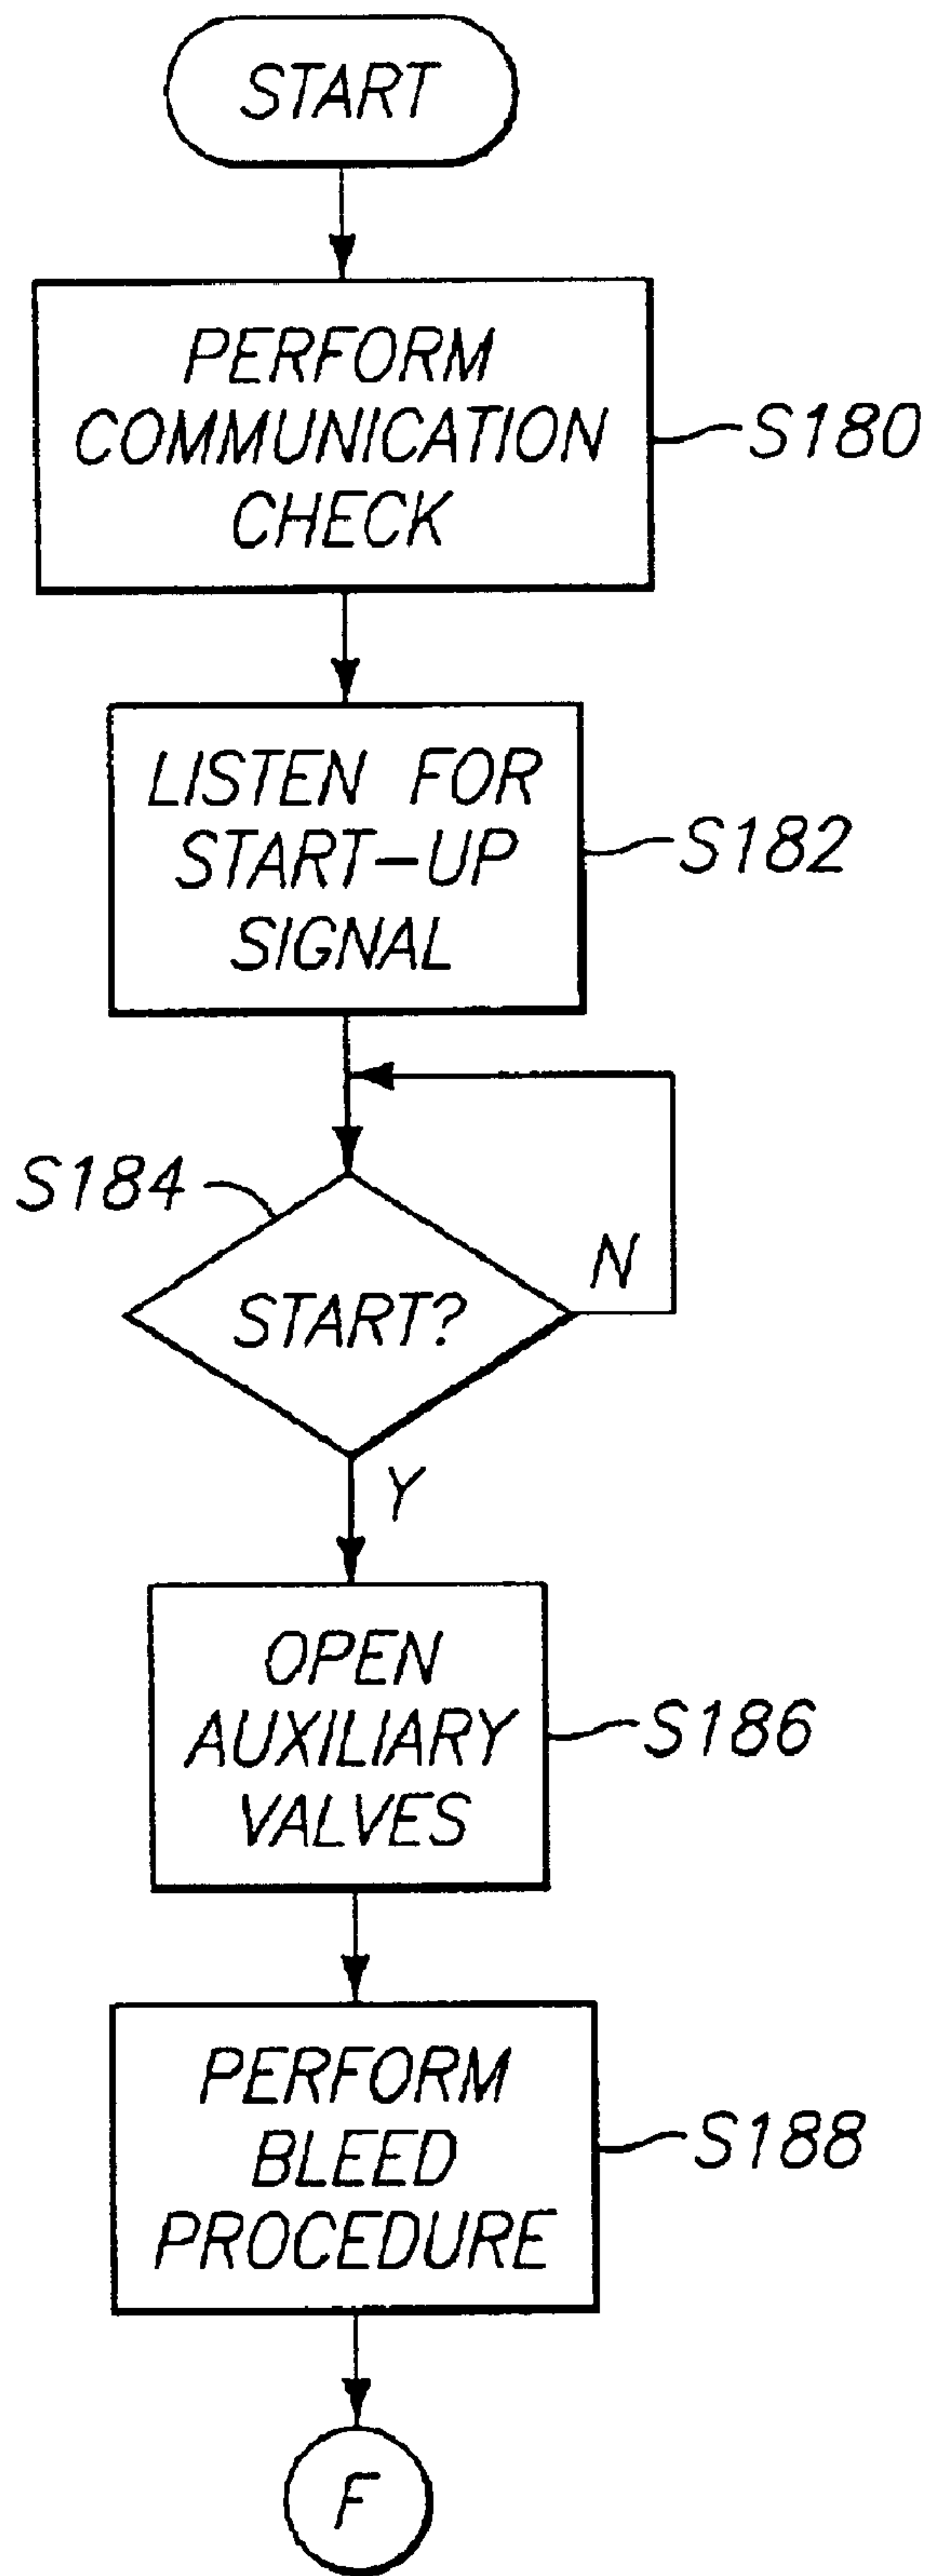 START
PERFORM
COMMUNICATION
CHECK
S180
LISTEN FOR
START-UP
SIGNAL
S182
S184
START?
N
Y
OPEN
AUXILIARY
VALVES
S186
PERFORM
BLEED
PROCEDURE
S188
F